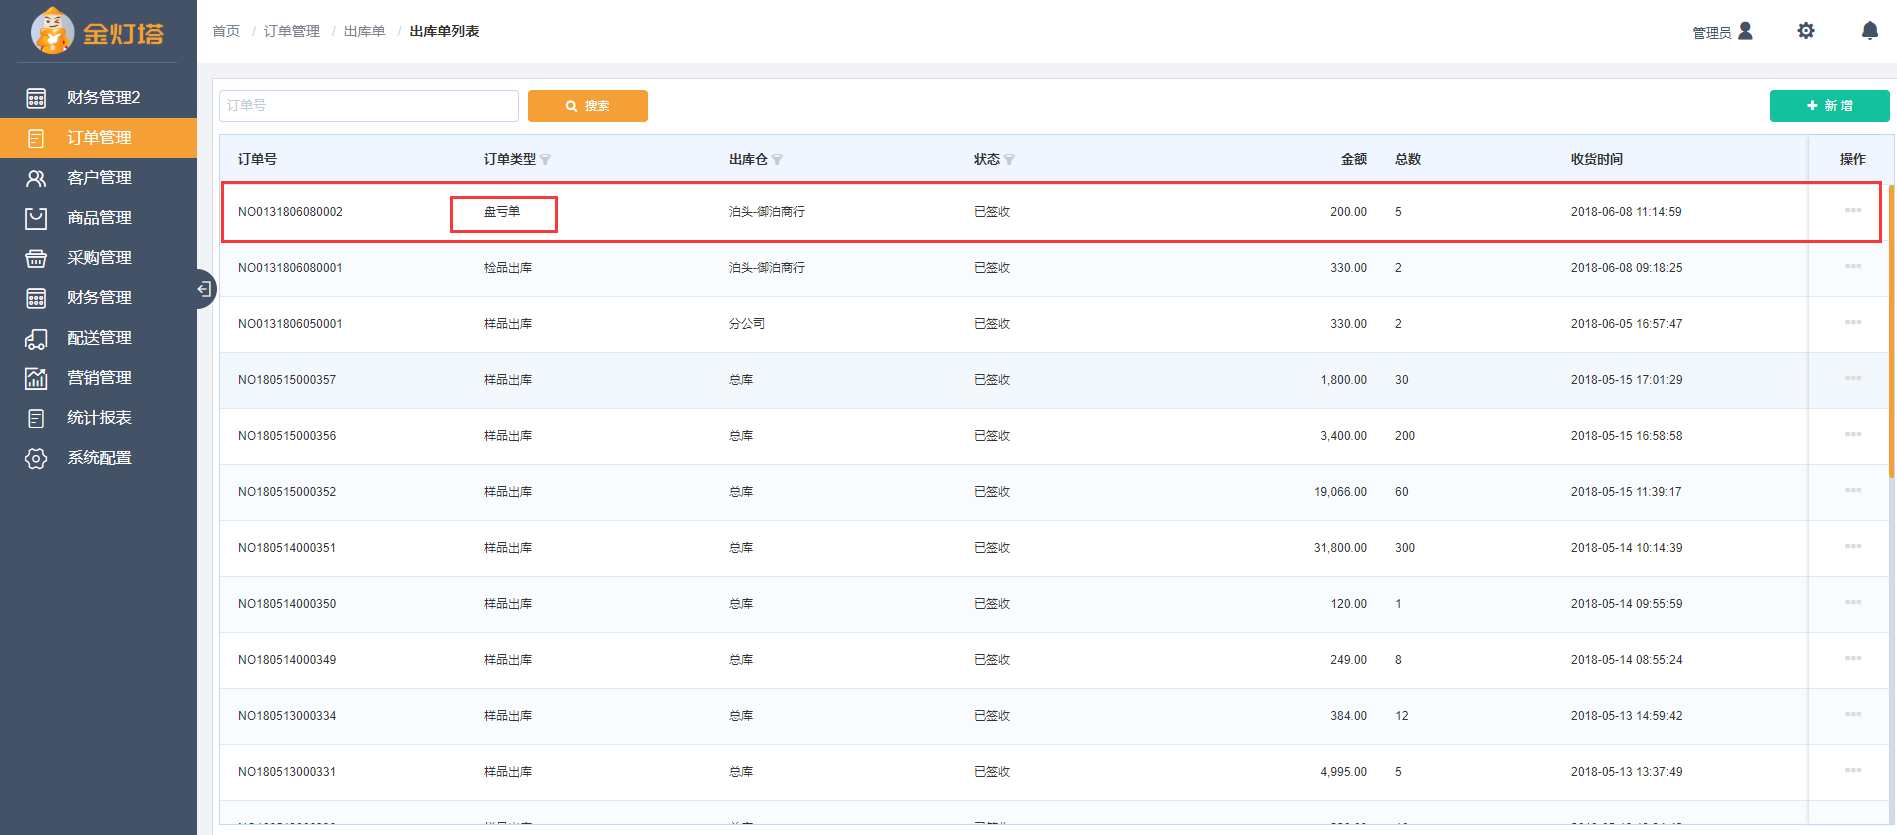 金灯塔
首页 / 订单管理 / 出库单 / 出库单列表
管理员
财务管理2
订单管理
客户管理
商品管理
采购管理
财务管理
配送管理
营销管理
统计报表
系统配置
订单号
搜索
新增
订单号 订单类型 出库仓 状态 金额 总数 收货时间 操作
NO0131806080002 盘亏单 泊头-御泊商行 已签收 200.00 5 2018-06-08 11:14:59
NO0131806080001 检品出库 泊头-御泊商行 已签收 330.00 2 2018-06-08 09:18:25
NO0131806050001 样品出库 分公司 已签收 330.00 2 2018-06-05 16:57:47
NO180515000357 样品出库 总库 已签收 1,800.00 30 2018-05-15 17:01:29
NO180515000356 样品出库 总库 已签收 3,400.00 200 2018-05-15 16:58:58
NO180515000352 样品出库 总库 已签收 19,066.00 60 2018-05-15 11:39:17
NO180514000351 样品出库 总库 已签收 31,800.00 300 2018-05-14 10:14:39
NO180514000350 样品出库 总库 已签收 120.00 1 2018-05-14 09:55:59
NO180514000349 样品出库 总库 已签收 249.00 8 2018-05-14 08:55:24
NO180513000334 样品出库 总库 已签收 384.00 12 2018-05-13 14:59:42
NO180513000331 样品出库 总库 已签收 4,995.00 5 2018-05-13 13:37:49